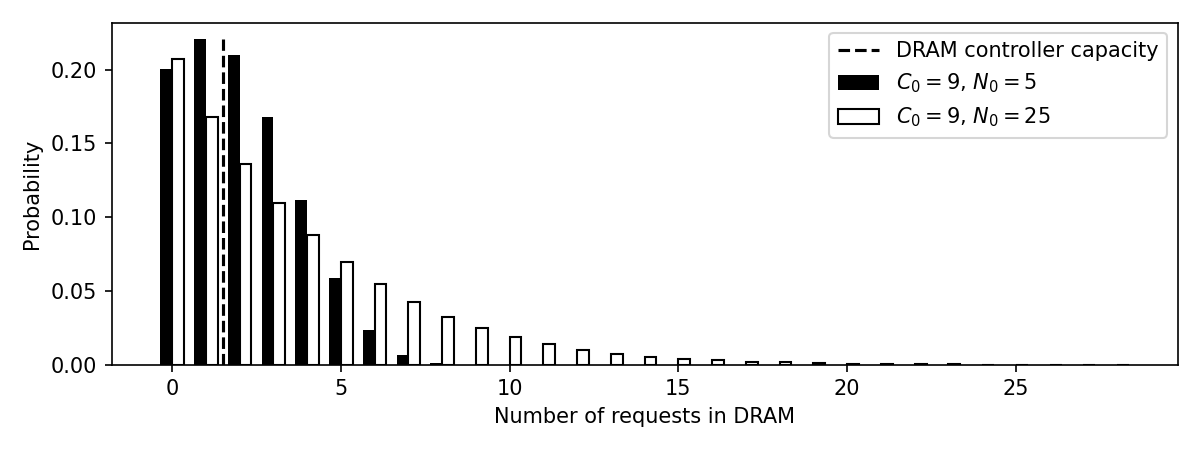 DRAM controller capacity
C₀ = 9, N₀ = 5
C₀ = 9, N₀ = 25
Probability
0.20
0.15
0.10
0.05
0.00
0 5 10 15 20 25
Number of requests in DRAM